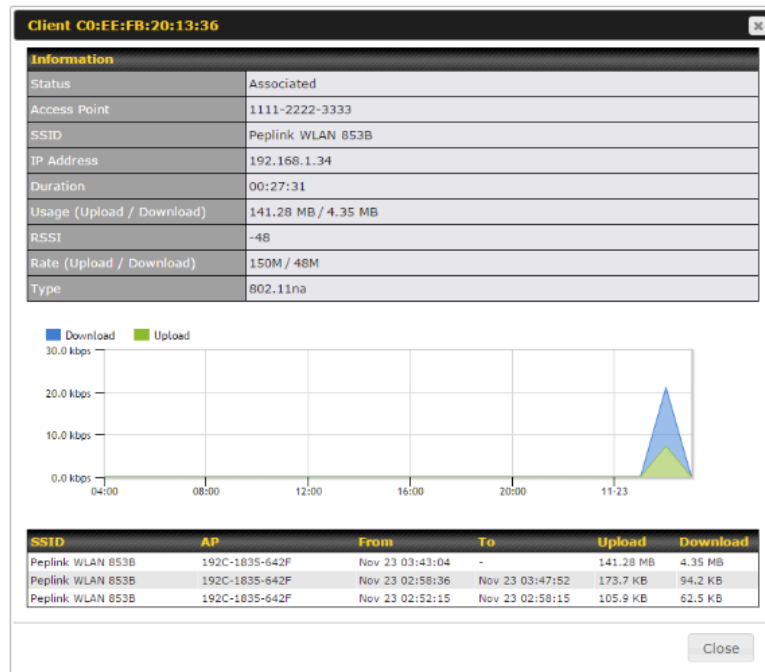 Client C0:EE:FB:20:13:36
Information
Status Associated
Access Point 1111-2222-3333
SSID Peplink WLAN 853B
IP Address 192.168.1.34
Duration 00:27:31
Usage (Upload / Download) 141.28 MB / 4.35 MB
RSSI -48
Rate (Upload / Download) 150M / 48M
Type 802.11na
Download Upload
30.0 kbps
20.0 kbps
10.0 kbps
0.0 kbps
04:00 08:00 12:00 16:00 20:00 11-23
SSID AP From To Upload Download
Peplink WLAN 853B 192C-1835-642F Nov 23 03:43:04 - 141.28 MB 4.35 MB
Peplink WLAN 853B 192C-1835-642F Nov 23 02:58:36 Nov 23 03:47:52 173.7 KB 94.2 KB
Peplink WLAN 853B 192C-1835-642F Nov 23 02:52:15 Nov 23 02:58:15 105.9 KB 62.5 KB
Close